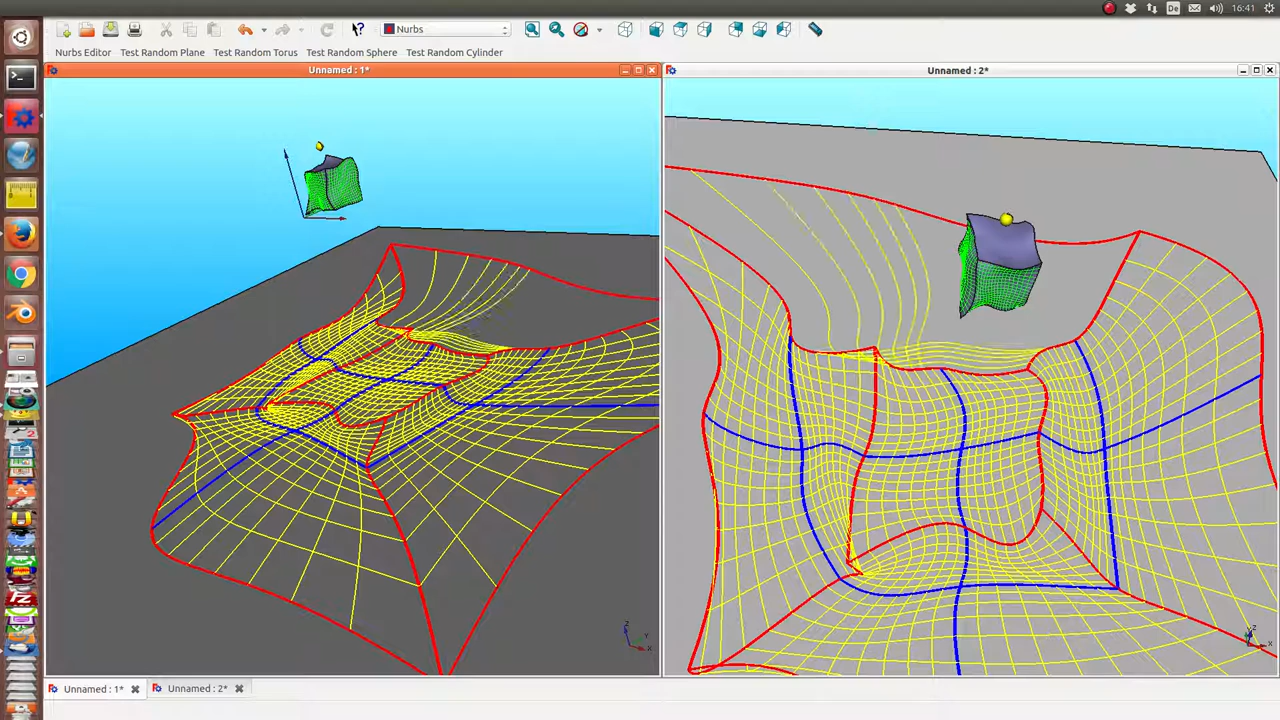 De
16:41
Nurbs
Nurbs Editor Test Random Plane Test Random Torus Test Random Sphere Test Random Cylinder
Unnamed : 1*
Unnamed : 2*
Z
Y
X
Z
X
Unnamed : 1*
Unnamed : 2*